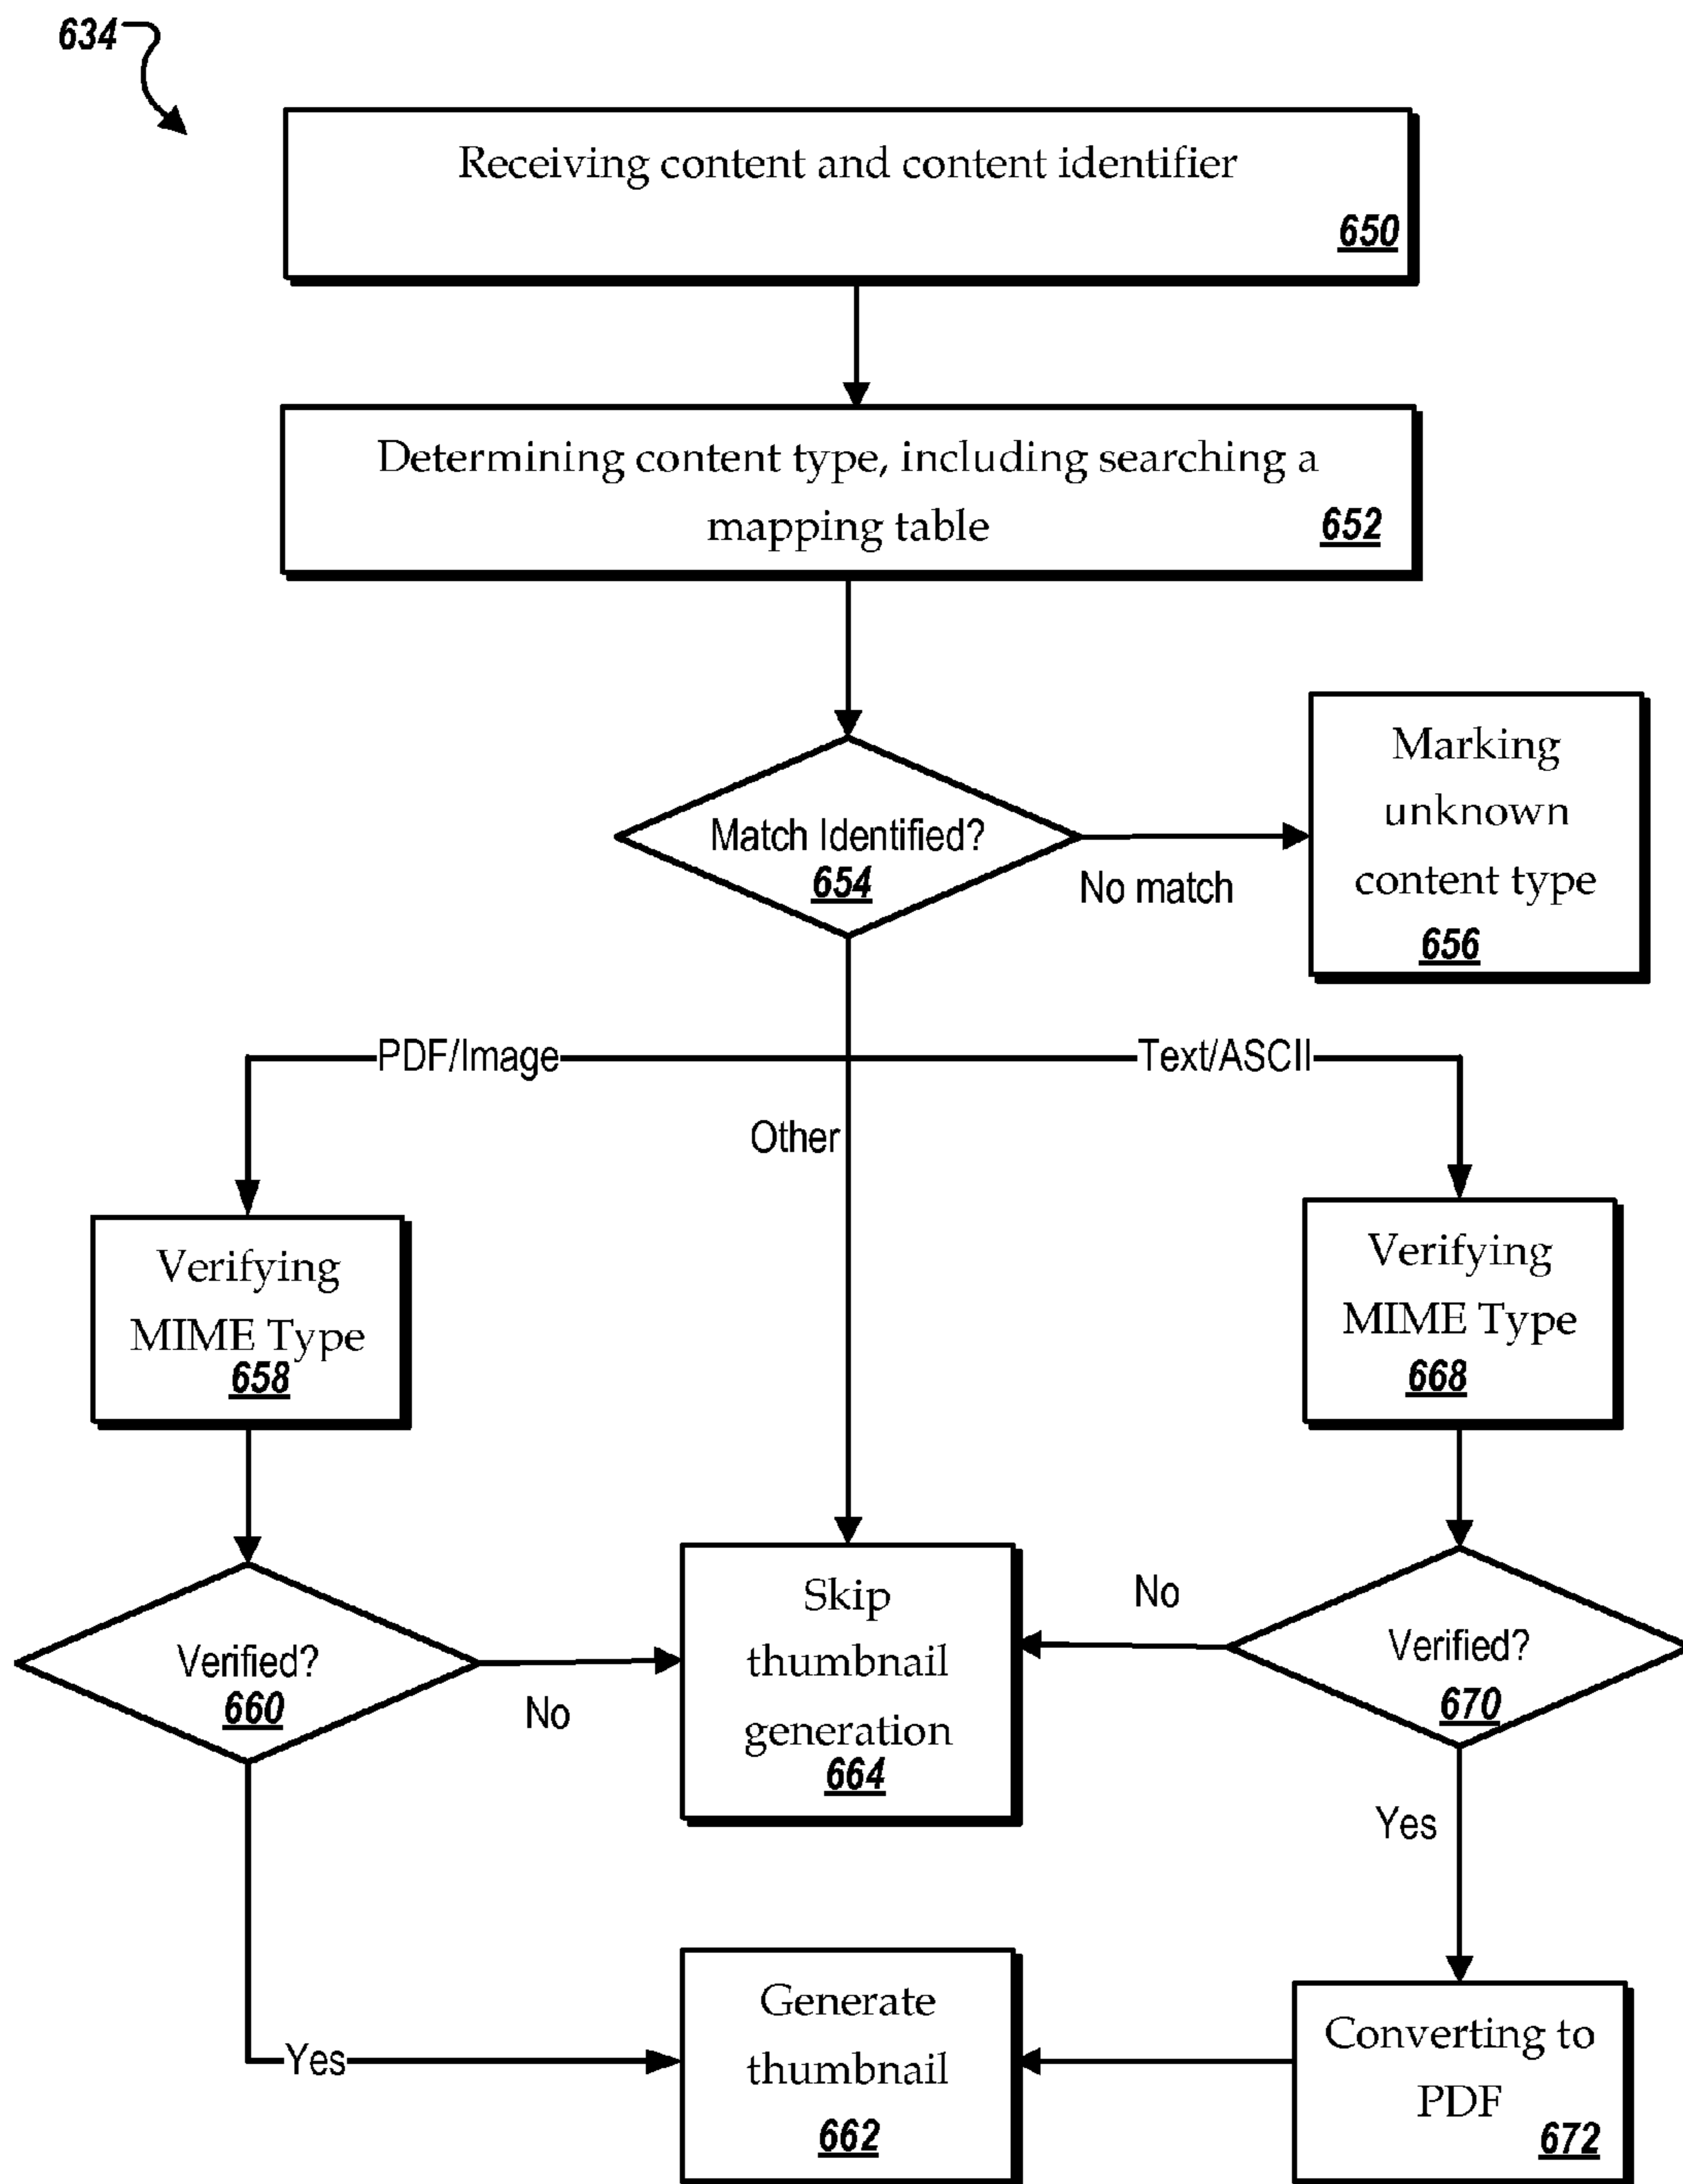 634
Receiving content and content identifier
650
Determining content type, including searching a
mapping table
652
Match Identified?
654
No match
Marking
unknown
content type
656
PDF/Image
Text/ASCII
Other
Verifying
MIME Type
658
Verifying
MIME Type
668
Verified?
660
No
Skip
thumbnail
generation
664
No
Verified?
670
Yes
Yes
Generate
thumbnail
662
Converting to
PDF
672